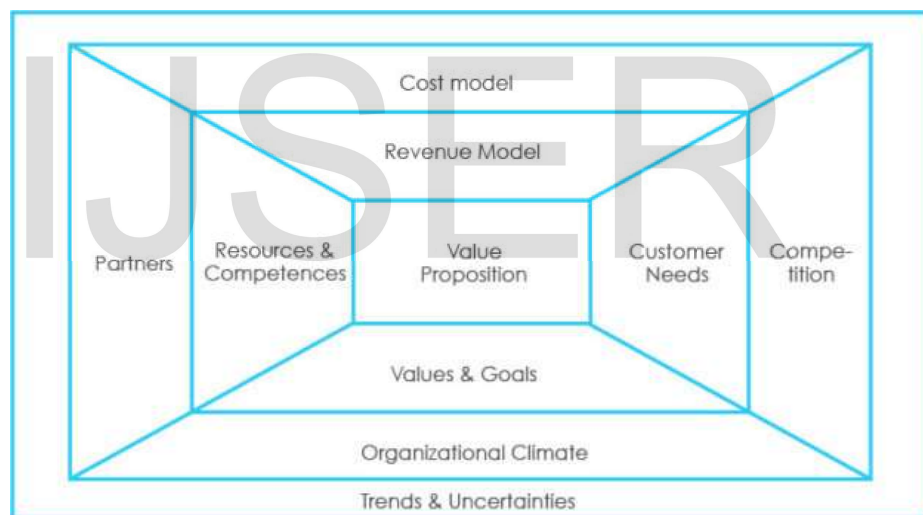 IJSER
Cost model
Revenue Model
Partners
Resources &
Competences
Value
Proposition
Customer
Needs
Compe-
tition
Values & Goals
Organizational Climate
Trends & Uncertainties